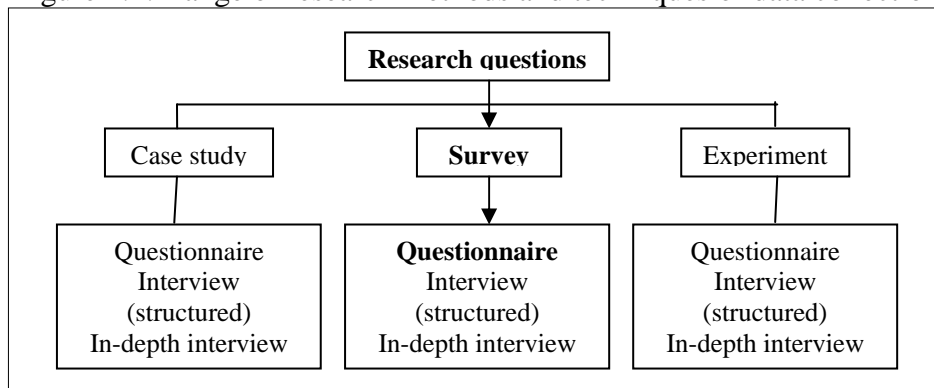 Research questions
Case study
Survey
Experiment
Questionnaire
Interview
(structured)
In-depth interview
Questionnaire
Interview
(structured)
In-depth interview
Questionnaire
Interview
(structured)
In-depth interview